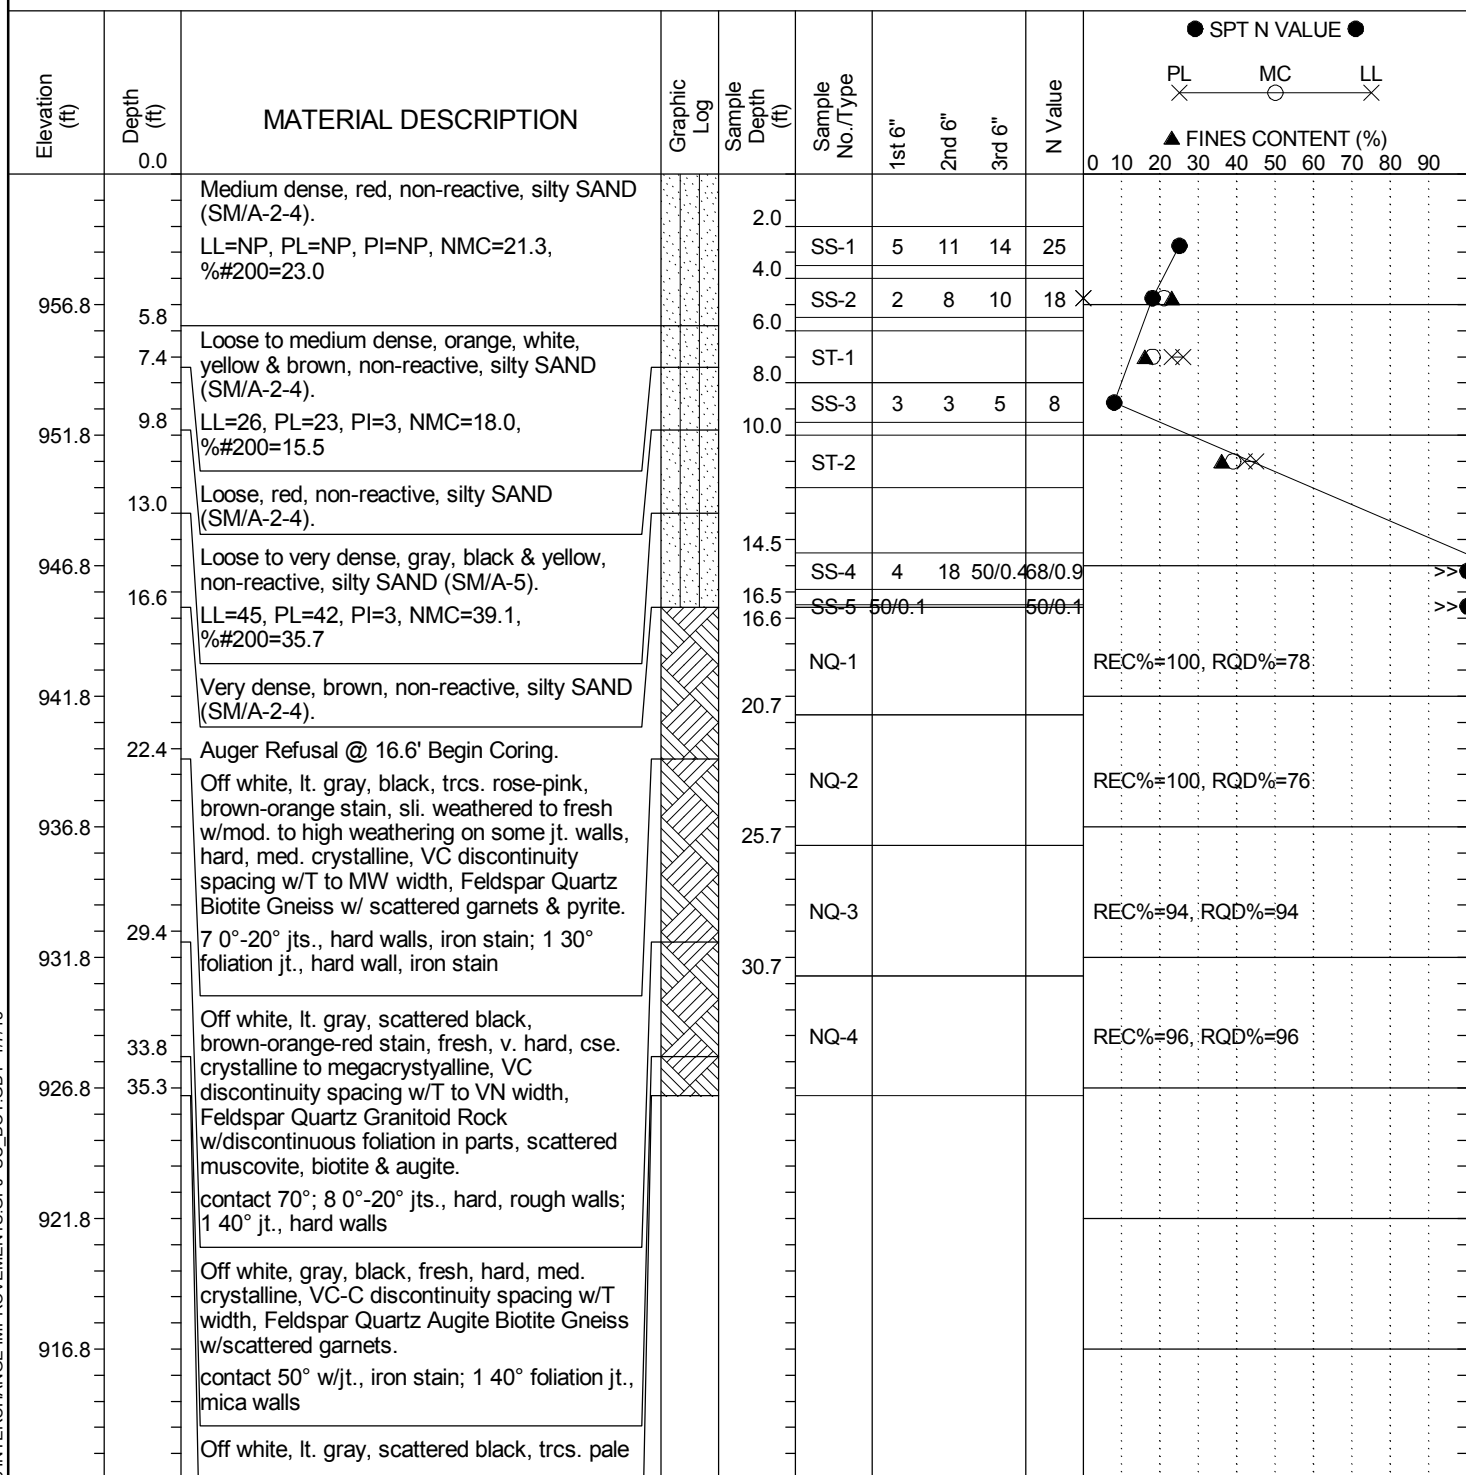 ● SPT N VALUE ●
PL MC LL
▲ FINES CONTENT (%)
0 10 20 30 40 50 60 70 80 90
Elevation (ft)
Depth (ft)
0.0
MATERIAL DESCRIPTION
Graphic Log
Sample Depth (ft)
Sample No./Type
1st 6"
2nd 6"
3rd 6"
N Value
Medium dense, red, non-reactive, silty SAND
(SM/A-2-4).
LL=NP, PL=NP, PI=NP, NMC=21.3,
%#200=23.0
2.0
SS-1 5 11 14 25
4.0
956.8
SS-2 2 8 10 18
5.8
6.0
Loose to medium dense, orange, white,
yellow & brown, non-reactive, silty SAND
(SM/A-2-4).
7.4
ST-1
8.0
LL=26, PL=23, PI=3, NMC=18.0,
%#200=15.5
SS-3 3 3 5 8
9.8
951.8
10.0
ST-2
Loose, red, non-reactive, silty SAND
(SM/A-2-4).
13.0
14.5
Loose to very dense, gray, black & yellow,
non-reactive, silty SAND (SM/A-5).
946.8
SS-4 4 18 50/0.4 68/0.9 >>
16.6
16.5
LL=45, PL=42, PI=3, NMC=39.1,
%#200=35.7
SS-5 50/0.1 50/0.1 >>
16.6
NQ-1 REC%=100, RQD%=78
Very dense, brown, non-reactive, silty SAND
(SM/A-2-4).
941.8
20.7
22.4
Auger Refusal @ 16.6' Begin Coring.
Off white, lt. gray, black, trcs. rose-pink,
brown-orange stain, sli. weathered to fresh
w/mod. to high weathering on some jt. walls,
hard, med. crystalline, VC discontinuity
spacing w/T to MW width, Feldspar Quartz
Biotite Gneiss w/ scattered garnets & pyrite.
NQ-2 REC%=100, RQD%=76
936.8
25.7
NQ-3 REC%=94, RQD%=94
29.4
7 0°-20° jts., hard walls, iron stain; 1 30°
foliation jt., hard wall, iron stain
931.8
30.7
Off white, lt. gray, scattered black,
brown-orange-red stain, fresh, v. hard, cse.
crystalline to megacrystyalline, VC
discontinuity spacing w/T to VN width,
Feldspar Quartz Granitoid Rock
w/discontinuous foliation in parts, scattered
muscovite, biotite & augite.
NQ-4 REC%=96, RQD%=96
33.8
926.8
35.3
contact 70°; 8 0°-20° jts., hard, rough walls;
1 40° jt., hard walls
921.8
Off white, gray, black, fresh, hard, med.
crystalline, VC-C discontinuity spacing w/T
width, Feldspar Quartz Augite Biotite Gneiss
w/scattered garnets.
916.8
contact 50° w/jt., iron stain; 1 40° foliation jt.,
mica walls
Off white, lt. gray, scattered black, trcs. pale